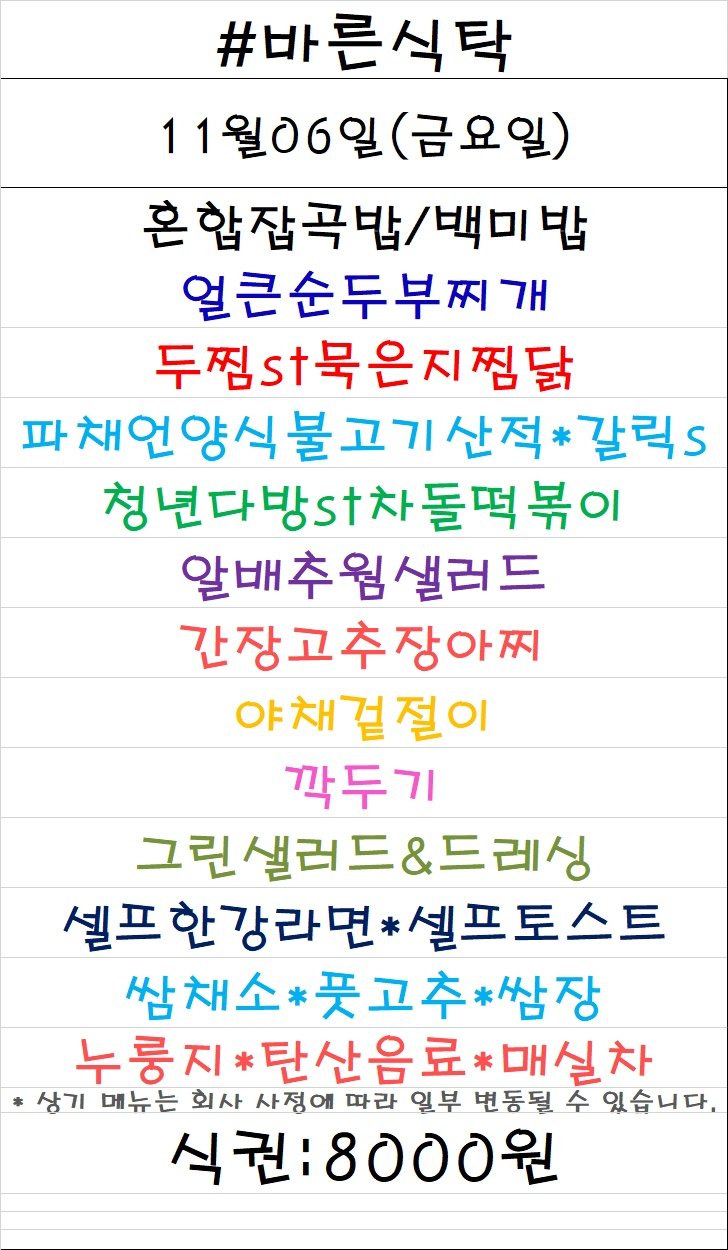 #바른식탁
11월06일(금요일)
혼합잡곡밥/백미밥
얼큰순두부찌개
두찜st묵은지찜닭
파채언양식불고기산적*갈릭s
청년다방st차돌떡볶이
알배추웜샐러드
간장고추장아찌
야채겉절이
깍두기
그린샐러드&드레싱
셀프한강라면*셀프토스트
쌈채소*풋고추*쌈장
누룽지*탄산음료*매실차
* 상기 메뉴는 회사 사정에 따라 일부 변동될 수 있습니다.
식권:8000원